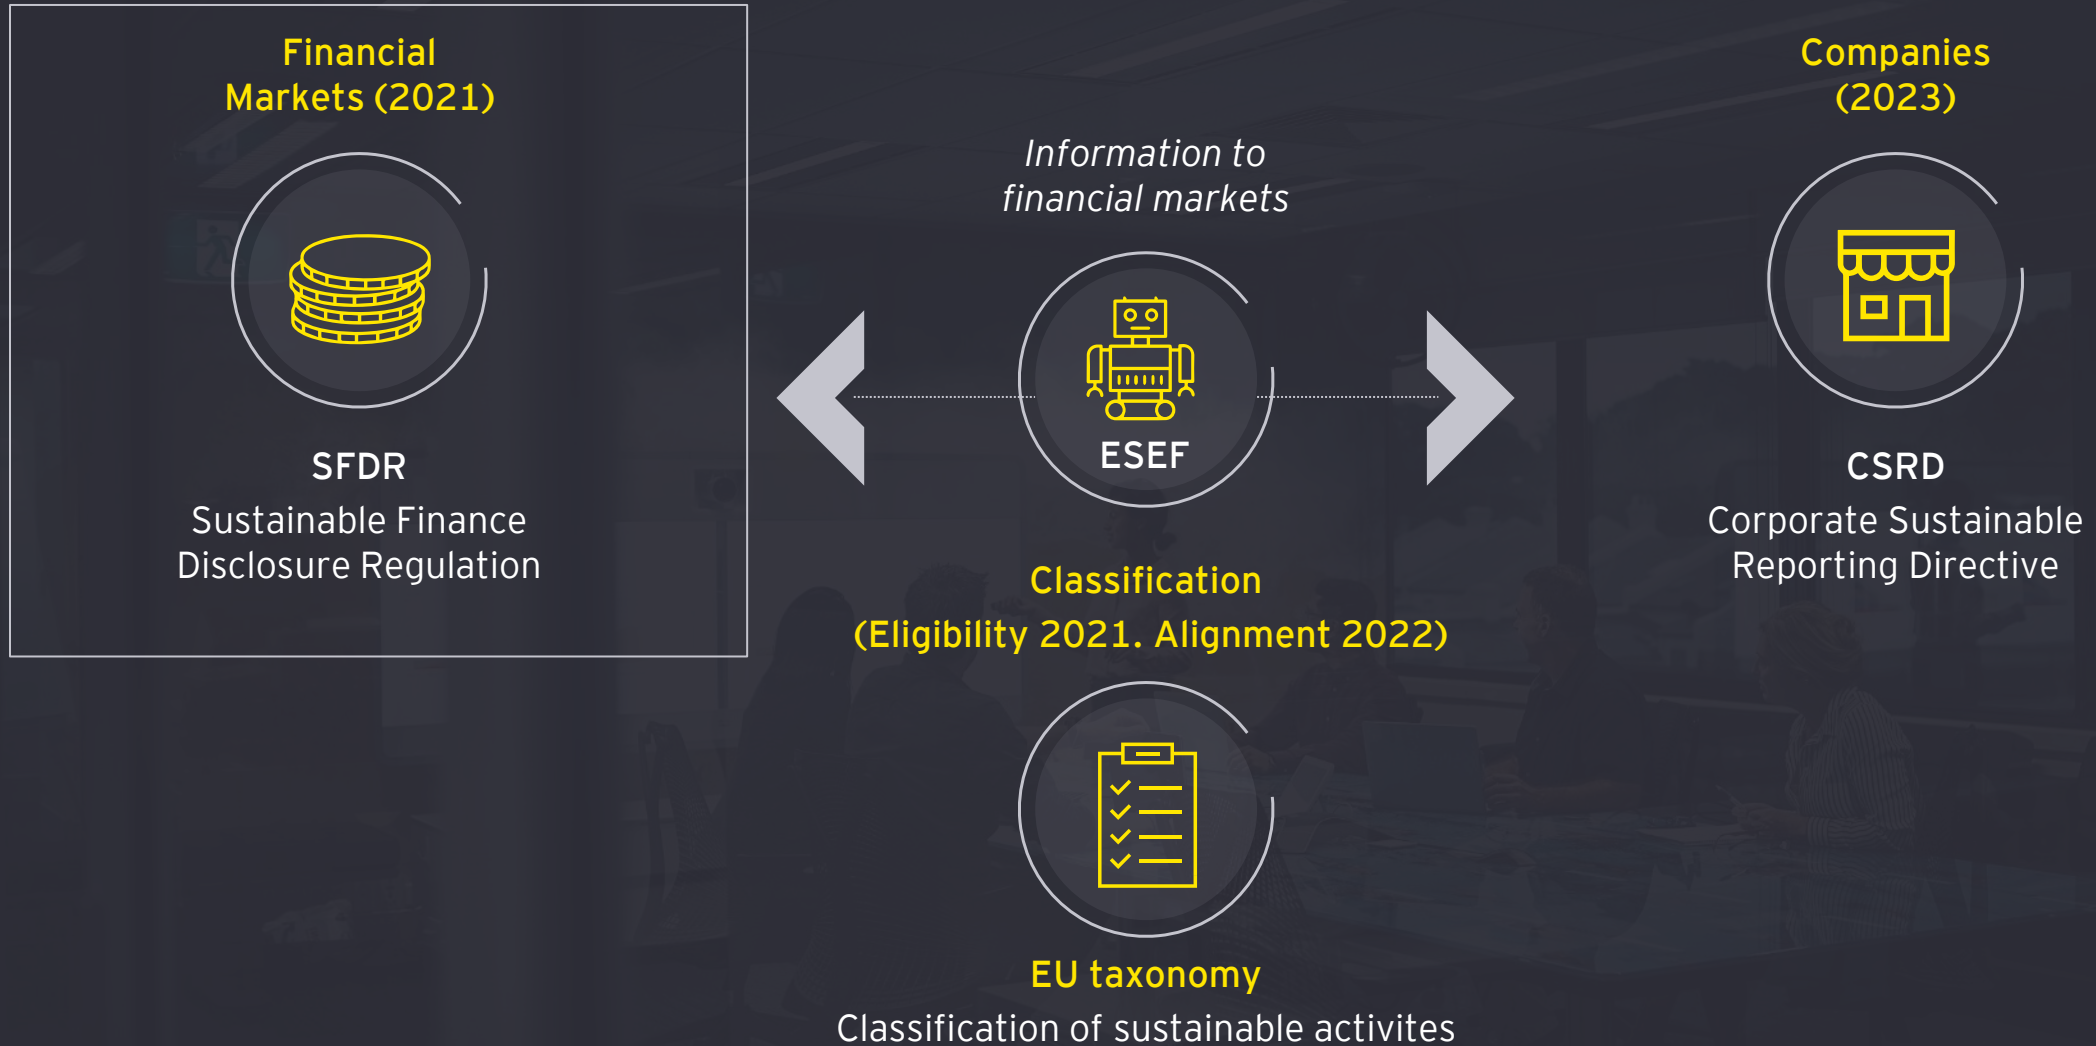 Financial
Markets (2021)
SFDR
Sustainable Finance
Disclosure Regulation
Information to
financial markets
ESEF
Classification
(Eligibility 2021. Alignment 2022)
EU taxonomy
Classification of sustainable activites
Companies
(2023)
CSRD
Corporate Sustainable
Reporting Directive